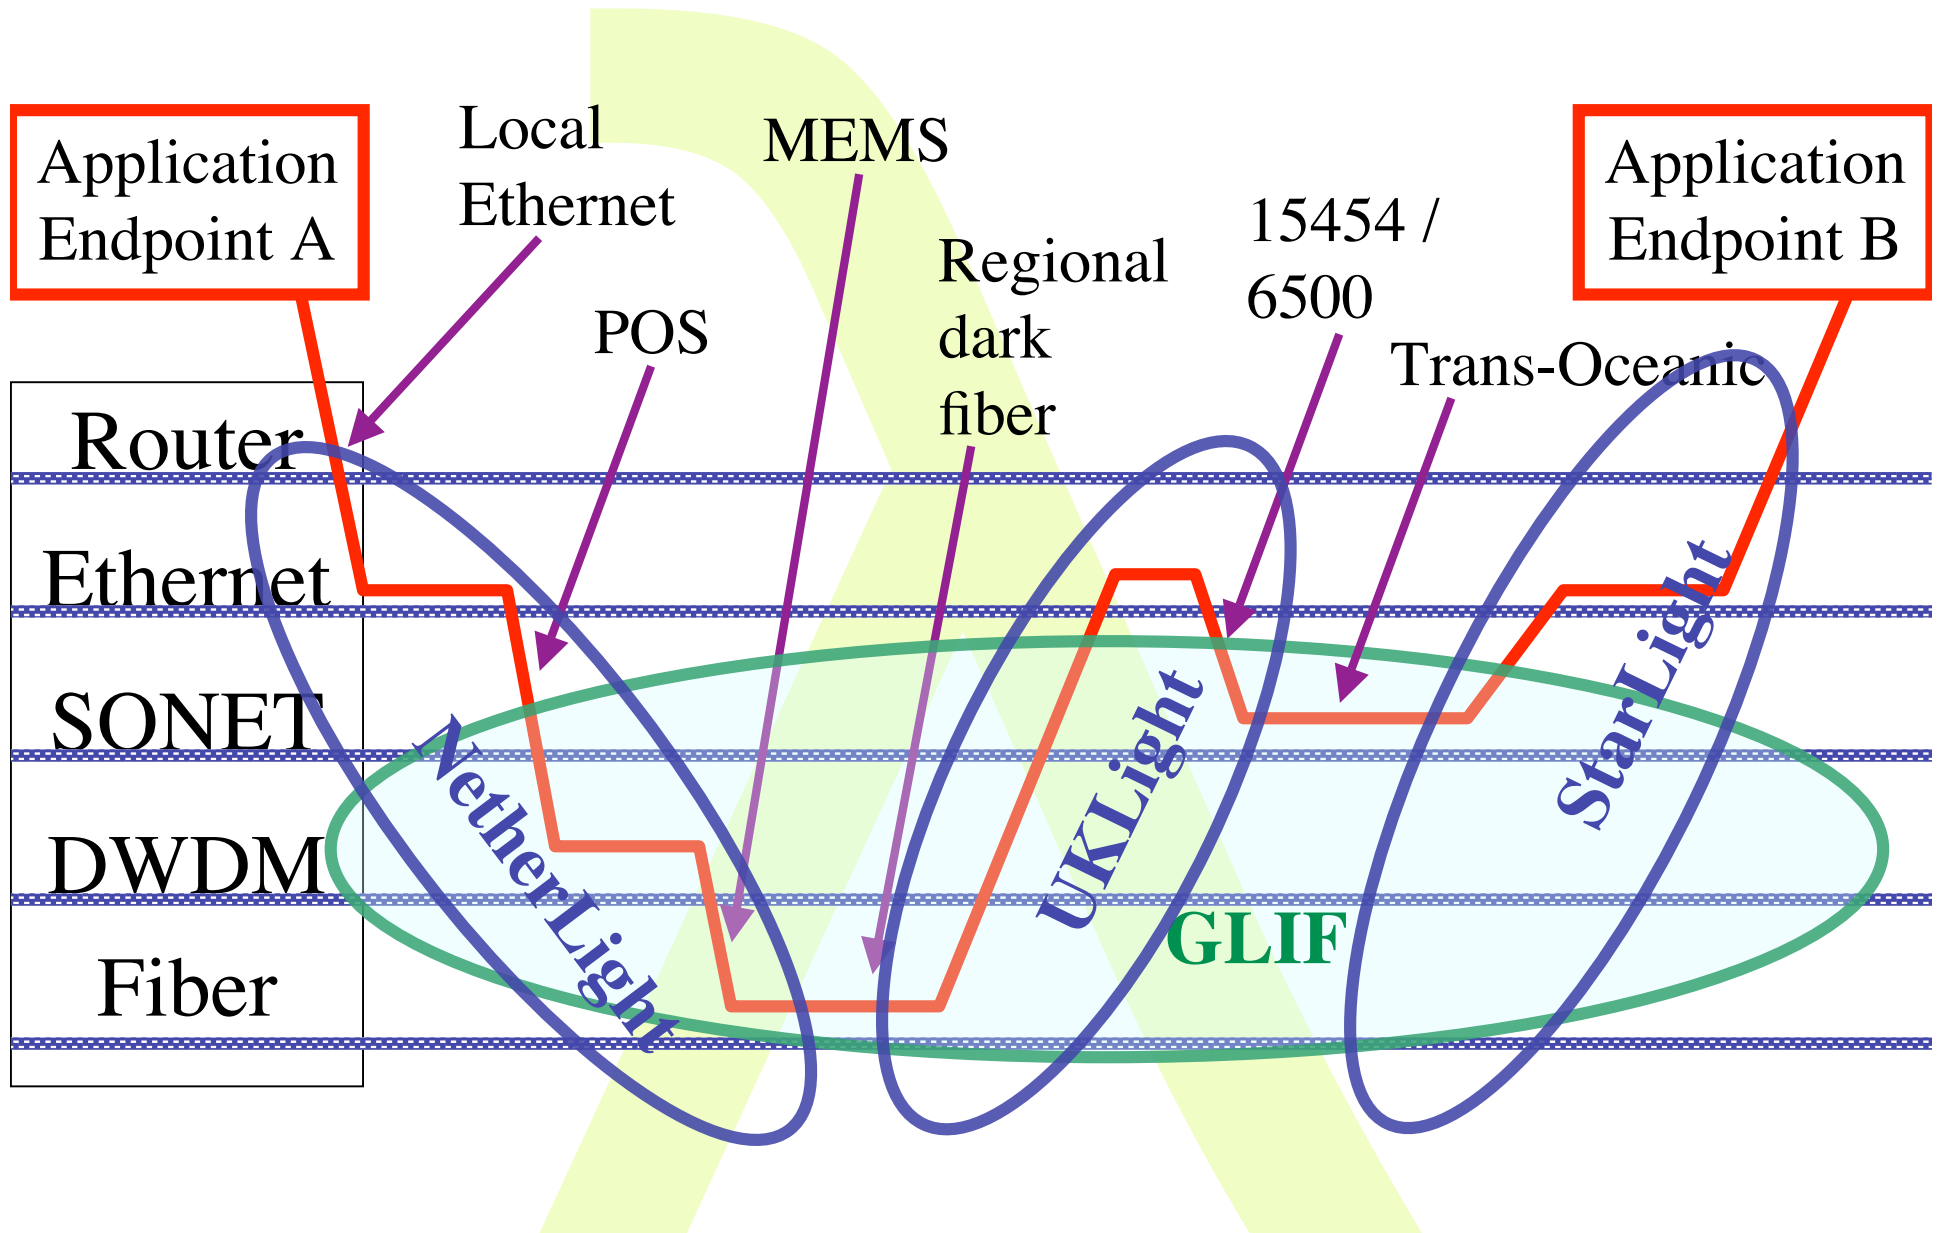 Application
Endpoint A
Local
Ethernet
MEMS
POS
Regional
dark
fiber
15454 /
6500
Trans-Oceanic
Application
Endpoint B
Router
Ethernet
SONET
DWDM
Fiber
NetherLight
UKLight
StarLight
GLIF